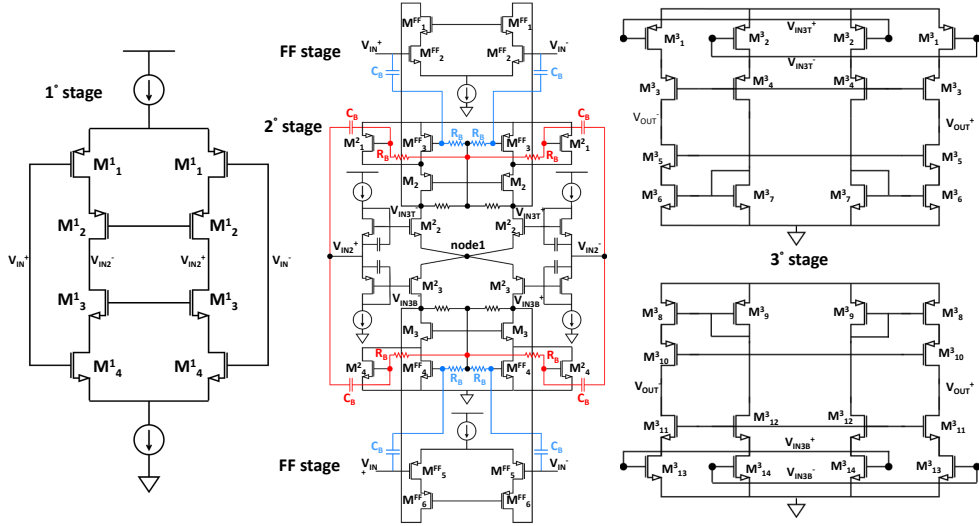 1° stage
M¹₁
M¹₁
M¹₂
M¹₂
V_IN⁺
V_IN2⁻
V_IN2⁺
V_IN⁻
M¹₃
M¹₃
M¹₄
M¹₄
FF stage
M^FF₁
M^FF₁
V_IN⁺
V_IN⁻
M^FF₂
M^FF₂
C_B
C_B
2° stage
C_B
C_B
M²₁
M^FF₃
R_B
R_B
M^FF₃
M²₁
R_B
R_B
M₂
M₂
V_IN3T⁻
V_IN3T⁺
M²₂
M²₂
V_IN2⁺
node1
V_IN2⁻
M²₃
M²₃
V_IN3B⁻
V_IN3B⁺
M₃
M₃
R_B
R_B
M²₄
M^FF₄
R_B
R_B
M^FF₄
M²₄
C_B
C_B
C_B
C_B
FF stage
V_IN
+
V_IN⁻
M^FF₅
M^FF₅
M^FF₆
M^FF₆
V_IN3T⁺
M³₁
M³₂
M³₂
M³₁
V_IN3T⁻
M³₃
M³₄
M³₄
M³₃
V_OUT⁻
V_OUT⁺
M³₅
M³₅
M³₆
M³₇
M³₇
M³₆
3° stage
M³₈
M³₉
M³₉
M³₈
M³₁₀
M³₁₀
V_OUT⁻
V_OUT⁺
M³₁₁
M³₁₂
M³₁₂
M³₁₁
V_IN3B⁺
M³₁₃
M³₁₄
V_IN3B⁻
M³₁₄
M³₁₃